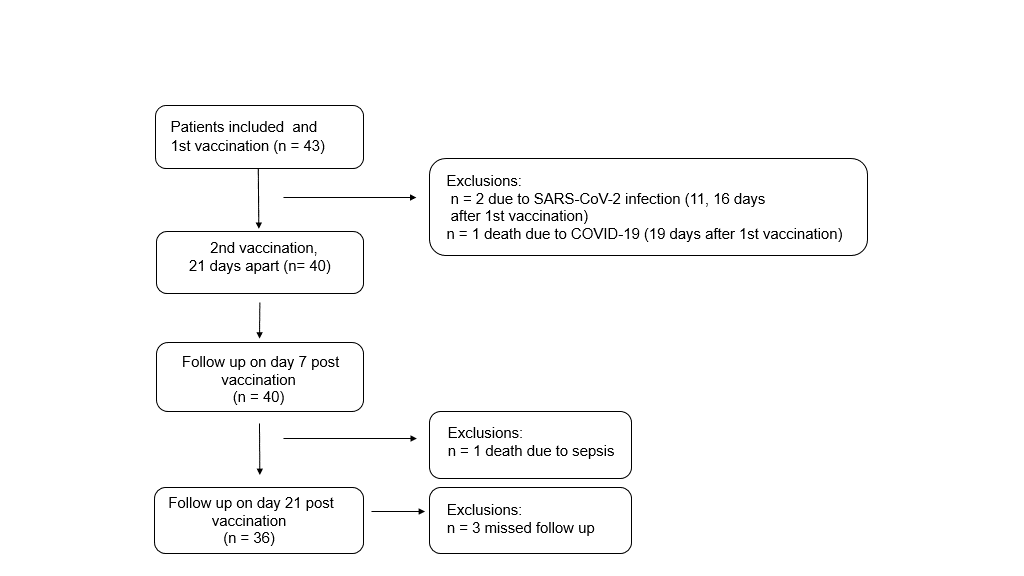 Patients included  and
1st vaccination (n = 43)
Exclusions:
n = 2 due to SARS-CoV-2 infection (11, 16 days
after 1st vaccination)
n = 1 death due to COVID-19 (19 days after 1st vaccination)
2nd vaccination,
21 days apart (n= 40)
Follow up on day 7 post
vaccination
(n = 40)
Exclusions:
n = 1 death due to sepsis
Follow up on day 21 post
vaccination
(n = 36)
Exclusions:
n = 3 missed follow up